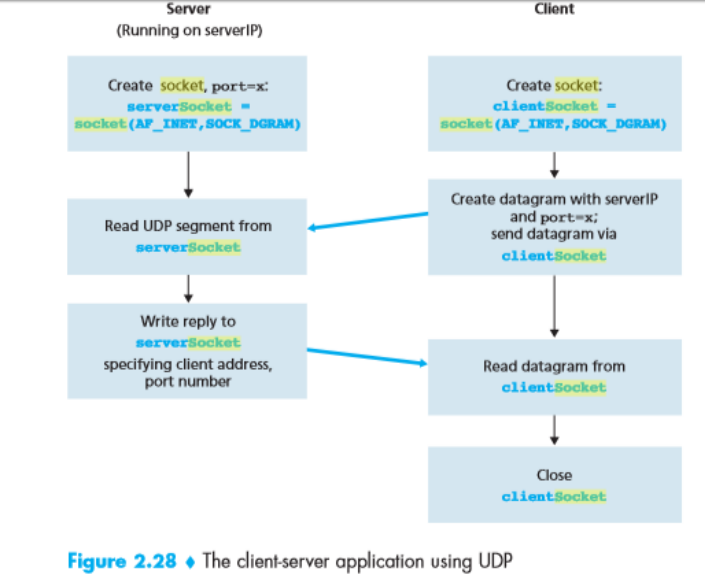 Server
(Running on serverIP)
Create socket, port=x:
serverSocket =
socket(AF_INET,SOCK_DGRAM)
Read UDP segment from
serverSocket
Write reply to
serverSocket
specifying client address,
port number
Client
Create socket:
clientSocket =
socket(AF_INET,SOCK_DGRAM)
Create datagram with serverIP
and port=x;
send datagram via
clientSocket
Read datagram from
clientSocket
Close
clientSocket
Figure 2.28 ♦ The client-server application using UDP